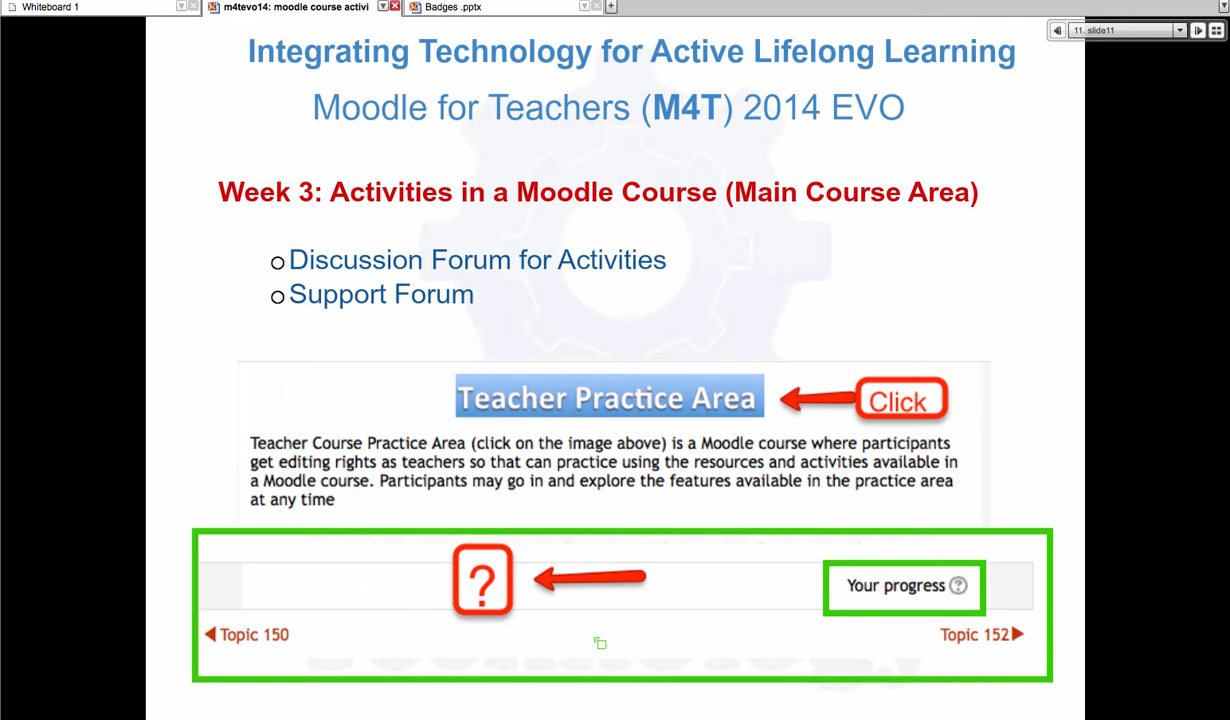 Whiteboard 1
m4tevo14: moodle course activi
Badges .pptx
11. slide11
Integrating Technology for Active Lifelong Learning
Moodle for Teachers (M4T) 2014 EVO
Week 3: Activities in a Moodle Course (Main Course Area)
Discussion Forum for Activities
Support Forum
Teacher Practice Area
Click
Teacher Course Practice Area (click on the image above) is a Moodle course where participants
get editing rights as teachers so that can practice using the resources and activities available in
a Moodle course. Participants may go in and explore the features available in the practice area
at any time
?
Your progress ?
Topic 150
Topic 152